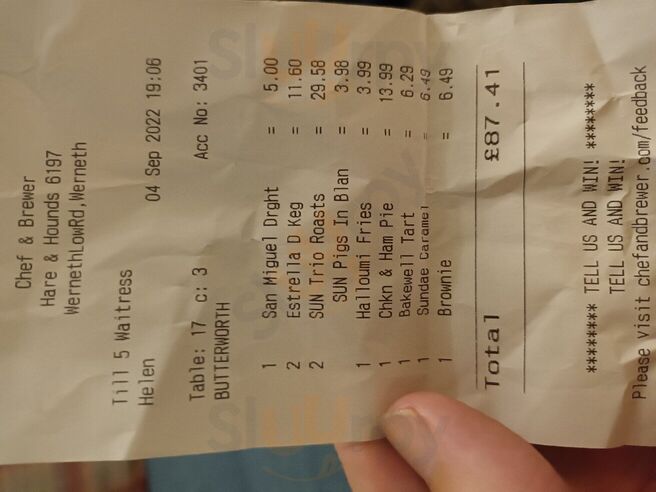 Chef & Brewer
Hare & Hounds 6197
WernethLowRd,Werneth
Till 5 Waitress
Helen 04 Sep 2022 19:06
Table: 17 c: 3 Acc No: 3401
BUTTERWORTH
1 San Miguel Drght = 5.00
2 Estrella D Keg = 11.60
2 SUN Trio Roasts = 29.58
SUN Pigs In Blan = 3.98
1 Halloumi Fries = 3.99
1 Chkn & Ham Pie = 13.99
1 Bakewell Tart = 6.29
1 Sundae Caramel = 6.49
1 Brownie = 6.49
Total £87.41
******** TELL US AND WIN! ********
TELL US AND WIN!
Please visit chefandbrewer.com/feedback
Sluurpy
Sluurpy